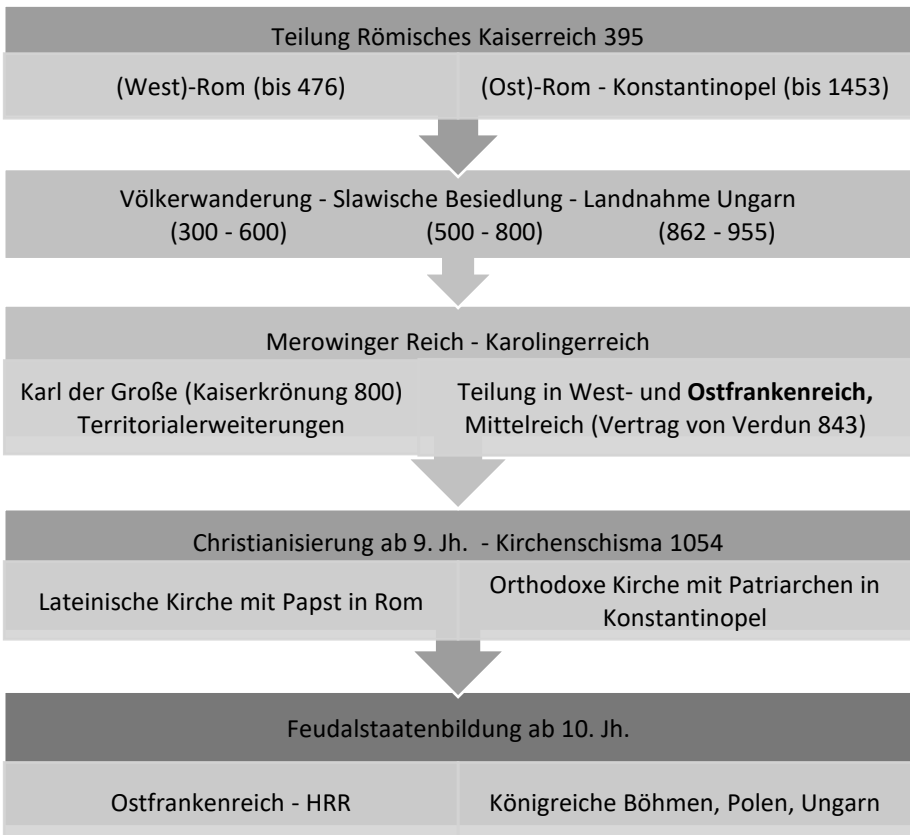 Teilung Römisches Kaiserreich 395
(West)-Rom (bis 476)
(Ost)-Rom - Konstantinopel (bis 1453)
Völkerwanderung - Slawische Besiedlung - Landnahme Ungarn
(300 - 600) (500 - 800) (862 - 955)
Merowinger Reich - Karolingerreich
Karl der Große (Kaiserkrönung 800)
Territorialerweiterungen
Teilung in West- und Ostfrankenreich,
Mittelreich (Vertrag von Verdun 843)
Christianisierung ab 9. Jh. - Kirchenschisma 1054
Lateinische Kirche mit Papst in Rom
Orthodoxe Kirche mit Patriarchen in
Konstantinopel
Feudalstaatenbildung ab 10. Jh.
Ostfrankenreich - HRR
Königreiche Böhmen, Polen, Ungarn